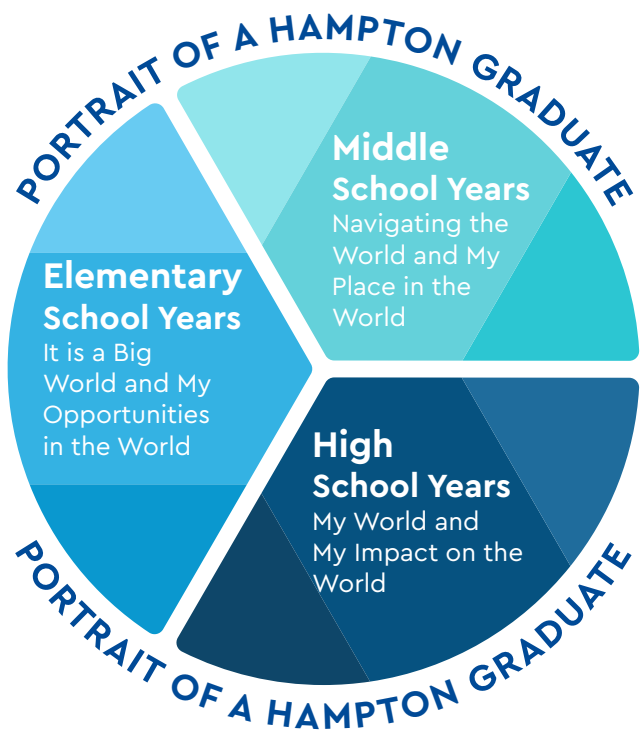 PORTRAIT OF A HAMPTON GRADUATE
Middle
School Years
Navigating the
World and My
Place in the
World
Elementary
School Years
It is a Big
World and My
Opportunities
in the World
High
School Years
My World and
My Impact on the
World
PORTRAIT OF A HAMPTON GRADUATE